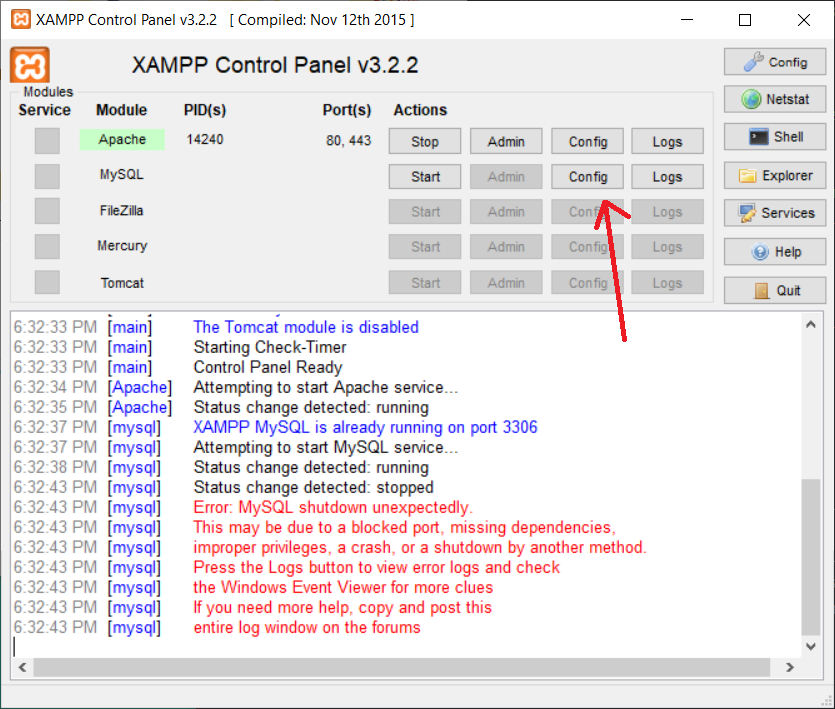 XAMPP Control Panel v3.2.2 [ Compiled: Nov 12th 2015 ]
XAMPP Control Panel v3.2.2
Config
Modules
Service Module PID(s) Port(s) Actions
Netstat
Apache 14240 80, 443 Stop Admin Config Logs
Shell
MySQL Start Admin Config Logs
Explorer
FileZilla Start Admin Config Logs
Services
Mercury Start Admin Config Logs
Help
Tomcat Start Admin Config Logs
Quit
6:32:33 PM [main] The Tomcat module is disabled
6:32:33 PM [main] Starting Check-Timer
6:32:33 PM [main] Control Panel Ready
6:32:34 PM [Apache] Attempting to start Apache service...
6:32:35 PM [Apache] Status change detected: running
6:32:37 PM [mysql] XAMPP MySQL is already running on port 3306
6:32:37 PM [mysql] Attempting to start MySQL service...
6:32:38 PM [mysql] Status change detected: running
6:32:43 PM [mysql] Status change detected: stopped
6:32:43 PM [mysql] Error: MySQL shutdown unexpectedly.
6:32:43 PM [mysql] This may be due to a blocked port, missing dependencies,
6:32:43 PM [mysql] improper privileges, a crash, or a shutdown by another method.
6:32:43 PM [mysql] Press the Logs button to view error logs and check
6:32:43 PM [mysql] the Windows Event Viewer for more clues
6:32:43 PM [mysql] If you need more help, copy and post this
6:32:43 PM [mysql] entire log window on the forums